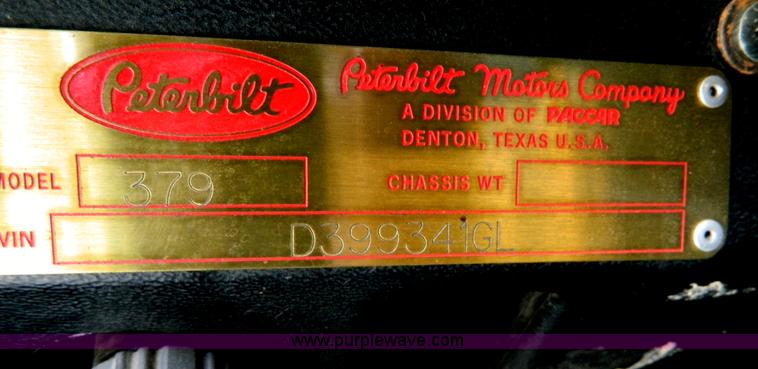 Peterbilt
Peterbilt Motors Company
A DIVISION OF PACCAR
DENTON, TEXAS U.S.A.
MODEL 379
CHASSIS WT
VIN D399341GL
www.purplewave.com